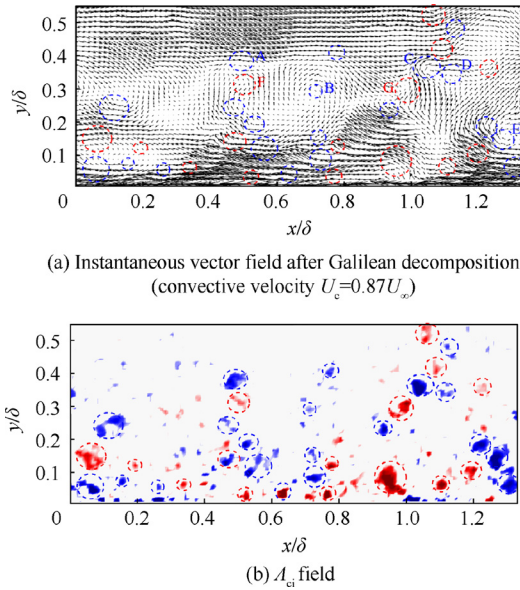 0.5
0.4
0.3
0.2
0.1
y/δ
A
B
C
D
E
F
G
0
0.2
0.4
0.6
0.8
1.0
1.2
x/δ
(a) Instantaneous vector field after Galilean decomposition
(convective velocity Uc=0.87U∞)
0.5
0.4
0.3
0.2
0.1
y/δ
0
0.2
0.4
0.6
0.8
1.0
1.2
x/δ
(b) Λci field